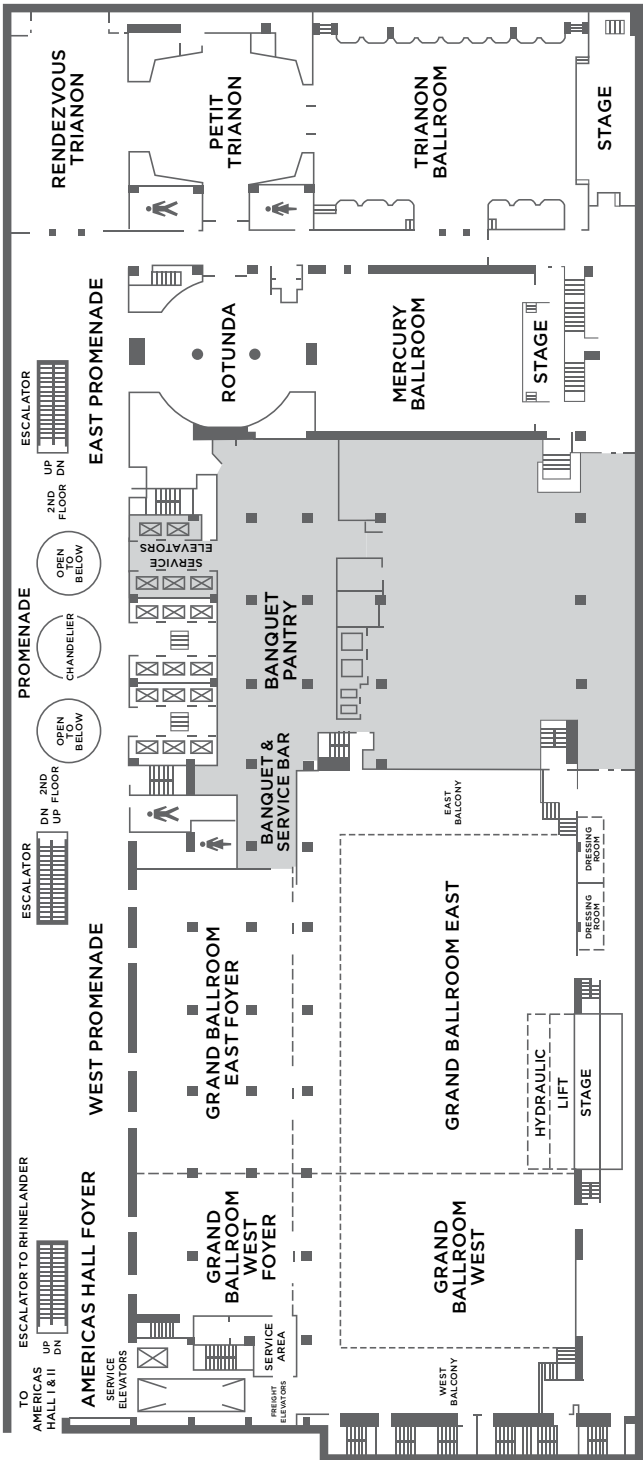 RENDEZVOUS
TRIANON
PETIT
TRIANON
TRIANON
BALLROOM
STAGE
EAST PROMENADE
ESCALATOR
UP
DN
2ND
FLOOR
ROTUNDA
MERCURY
BALLROOM
STAGE
PROMENADE
OPEN
TO
BELOW
CHANDELIER
OPEN
TO
BELOW
SERVICE
ELEVATORS
BANQUET
PANTRY
BANQUET &
SERVICE BAR
DN
UP
2ND
FLOOR
ESCALATOR
EAST
BALCONY
WEST PROMENADE
GRAND BALLROOM
EAST FOYER
GRAND BALLROOM EAST
DRESSING
ROOM
DRESSING
ROOM
HYDRAULIC
LIFT
STAGE
AMERICAS HALL FOYER
ESCALATOR TO RHINELANDER
UP
DN
TO
AMERICAS
HALL I & II
GRAND
BALLROOM
WEST
FOYER
GRAND
BALLROOM
WEST
SERVICE
ELEVATORS
SERVICE
AREA
FREIGHT
ELEVATORS
WEST
BALCONY